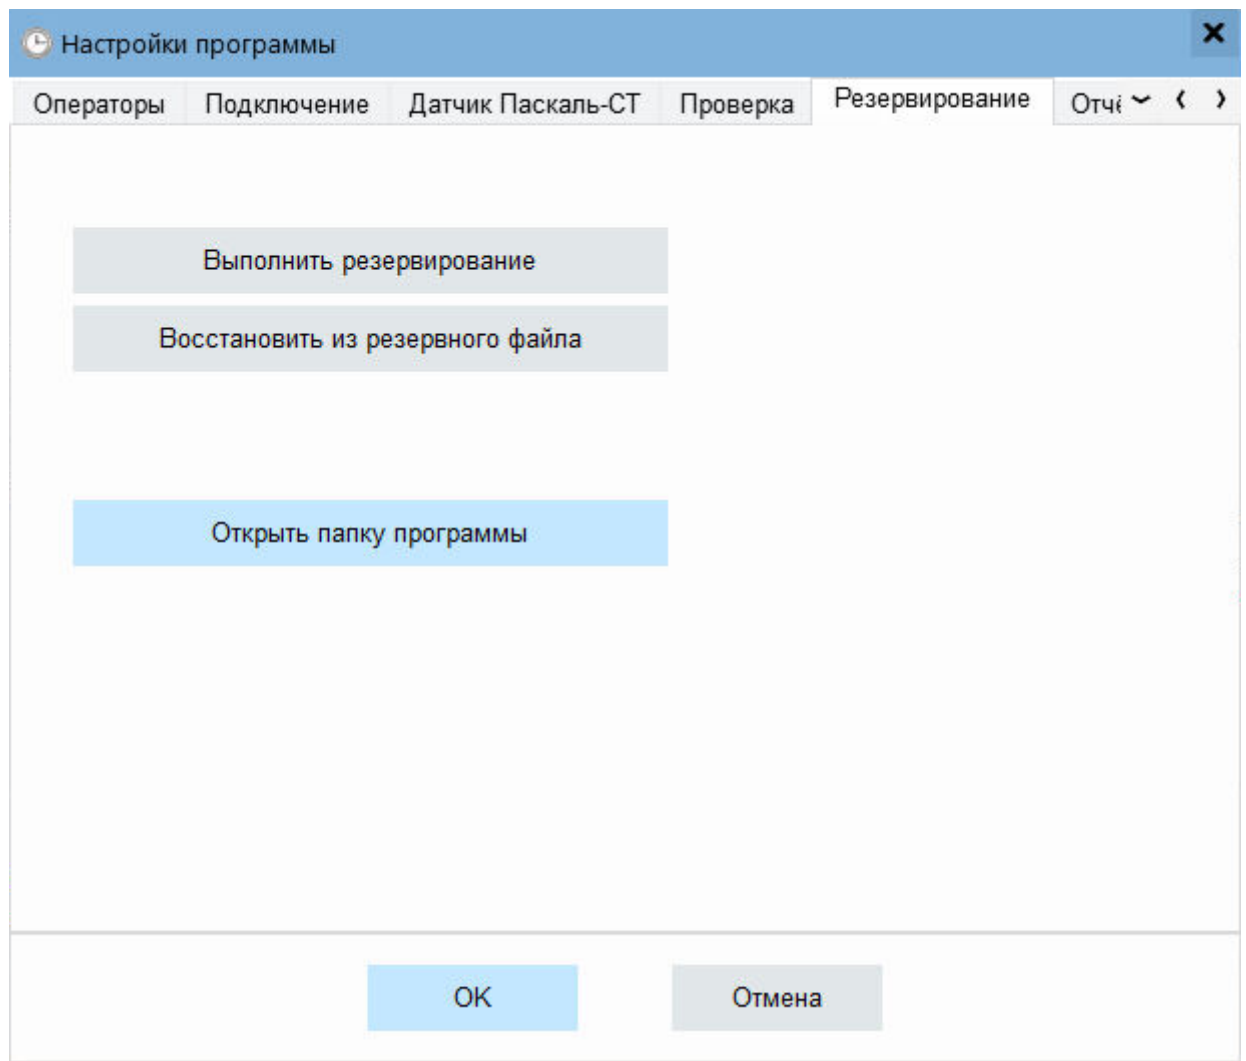 Настройки программы
Операторы Подключение Датчик Паскаль-СТ Проверка Резервирование Отчё
Выполнить резервирование
Восстановить из резервного файла
Открыть папку программы
OK Отмена